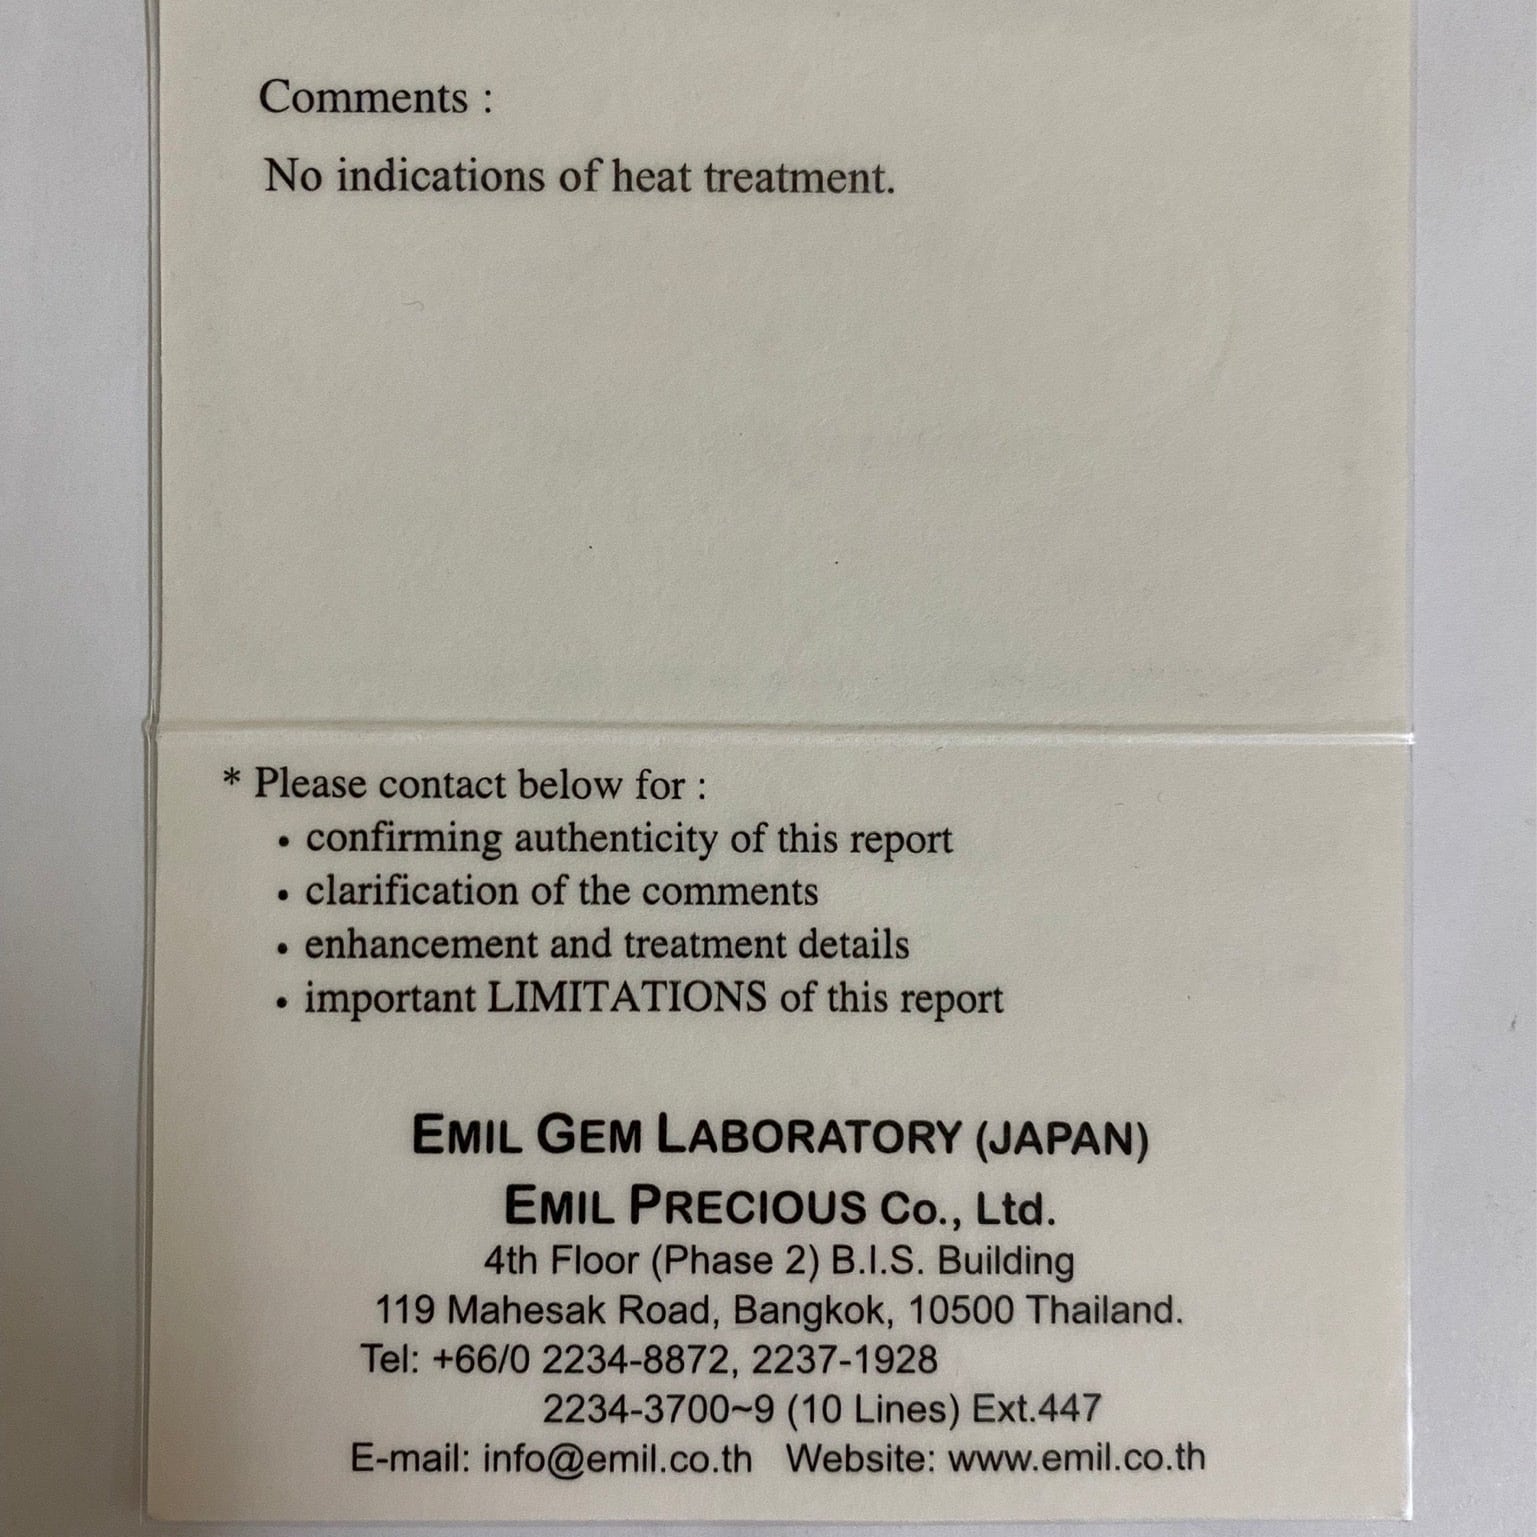 Comments :
No indications of heat treatment.
* Please contact below for :
• confirming authenticity of this report
• clarification of the comments
• enhancement and treatment details
• important LIMITATIONS of this report
EMIL GEM LABORATORY (JAPAN)
EMIL PRECIOUS Co., Ltd.
4th Floor (Phase 2) B.I.S. Building
119 Mahesak Road, Bangkok, 10500 Thailand.
Tel: +66/0 2234-8872, 2237-1928
2234-3700~9 (10 Lines) Ext.447
E-mail: info@emil.co.th Website: www.emil.co.th